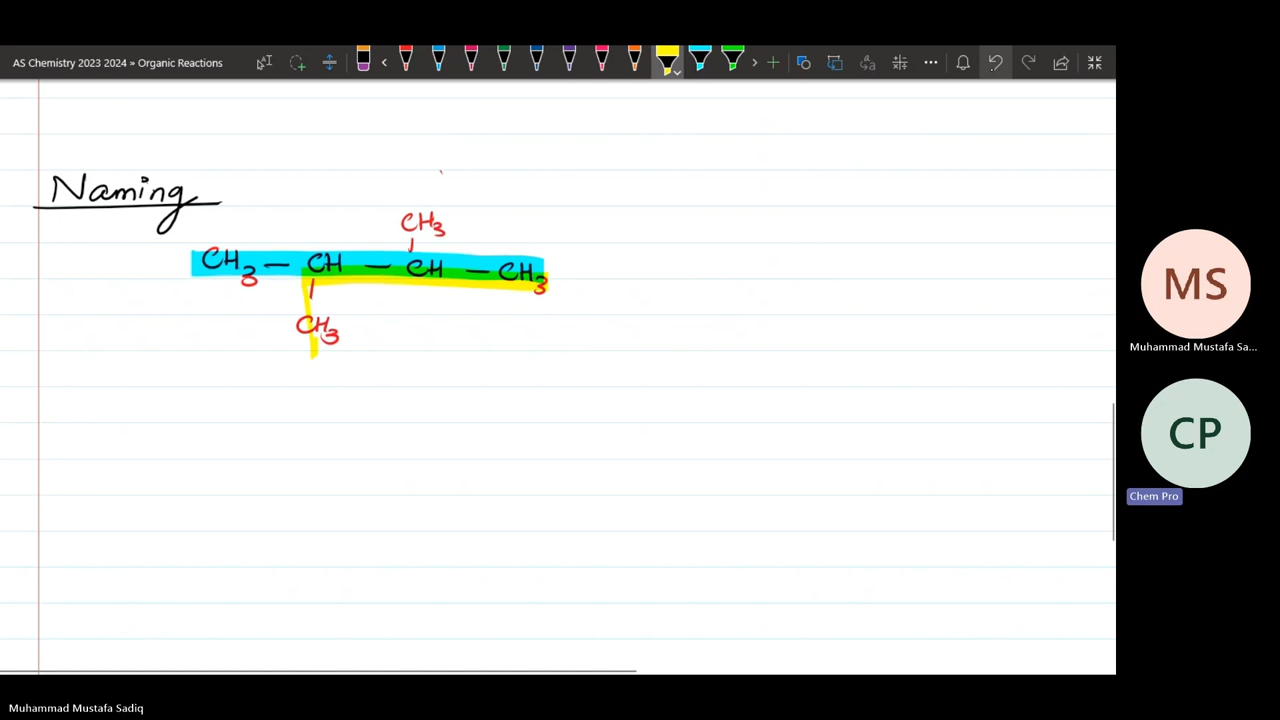 AS Chemistry 2023 2024 » Organic Reactions
Naming
CH3
CH3 — CH — CH — CH3
CH3
MS
Muhammad Mustafa Sa...
CP
Chem Pro
Muhammad Mustafa Sadiq